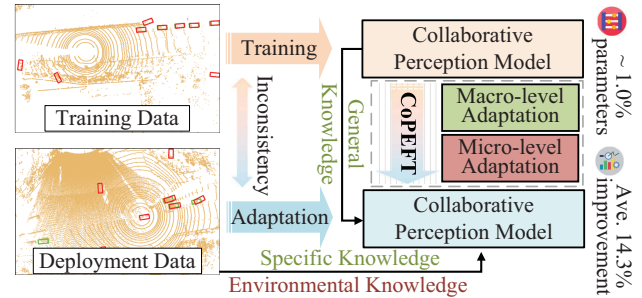 Training Data
Deployment Data
Training
Inconsistency
Adaptation
General
Knowledge
Collaborative
Perception Model
CoPEFT
Macro-level
Adaptation
Micro-level
Adaptation
Collaborative
Perception Model
Specific Knowledge
Environmental Knowledge
~ 1.0%
parameters
Ave. 14.3%
improvement